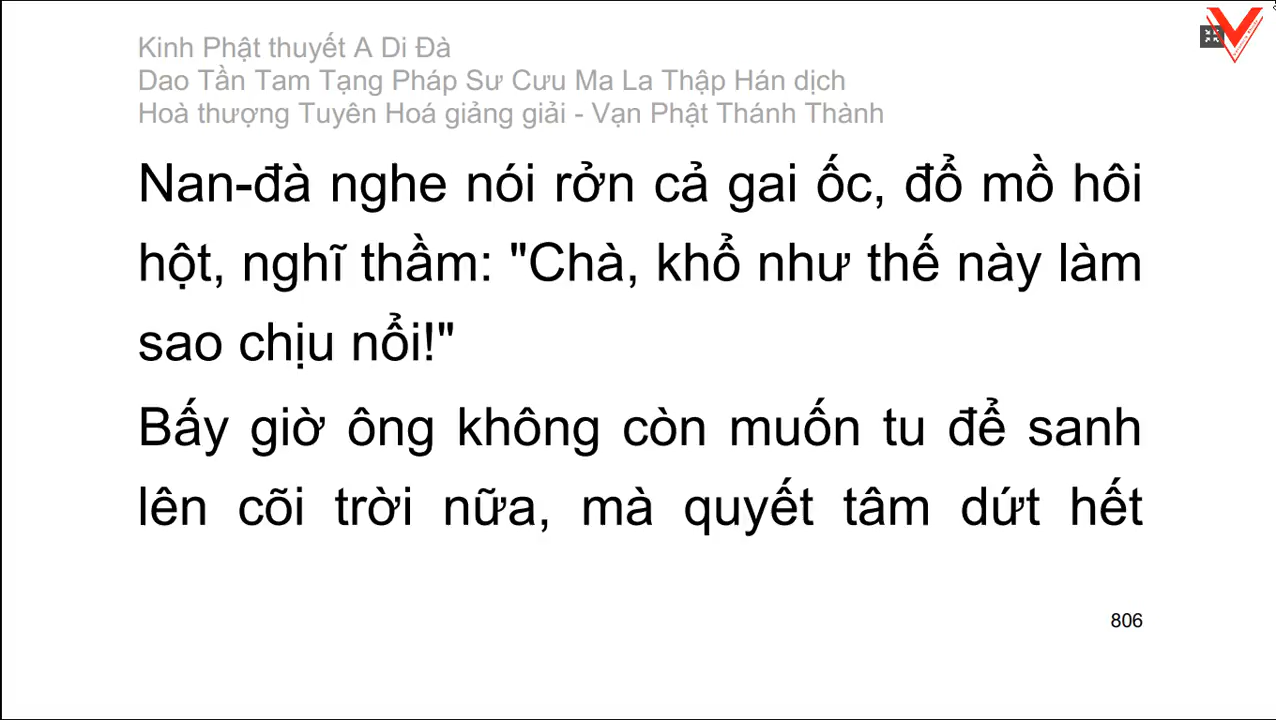 Kinh Phật thuyết A Di Đà
Dao Tần Tam Tạng Pháp Sư Cưu Ma La Thập Hán dịch
Hoà thượng Tuyên Hoá giảng giải - Vạn Phật Thánh Thành
Nan-đà nghe nói rởn cả gai ốc, đổ mồ hôi
hột, nghĩ thầm: "Chà, khổ như thế này làm
sao chịu nổi!"
Bấy giờ ông không còn muốn tu để sanh
lên cõi trời nữa, mà quyết tâm dứt hết
806